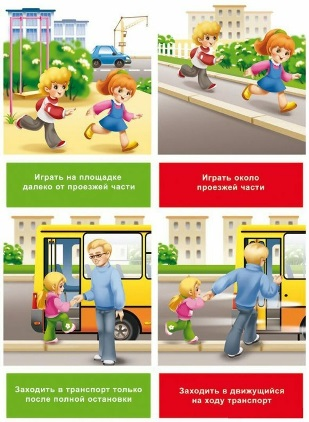 Играть на площадке
далеко от проезжей части
Играть около
проезжей части
Заходить в транспорт только
после полной остановки
Заходить в движущийся
на ходу транспорт